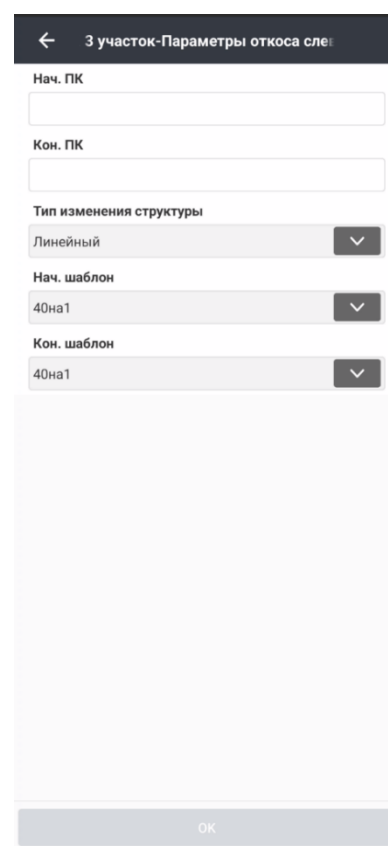 3 участок-Параметры откоса слев
Нач. ПК
Кон. ПК
Тип изменения структуры
Линейный
Нач. шаблон
40на1
Кон. шаблон
40на1
OK